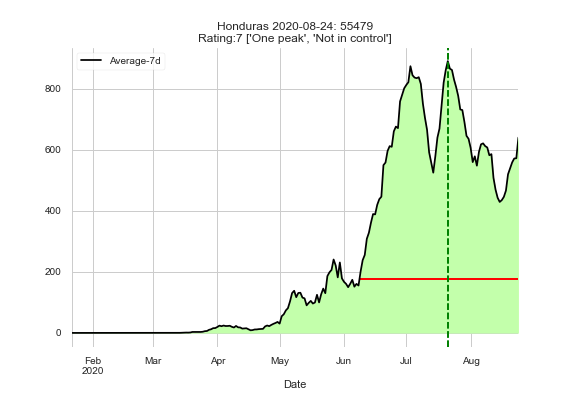 Honduras 2020-08-24: 55479
Rating:7 ['One peak', 'Not in control']
Average-7d
800
600
400
200
0
Feb Mar Apr May Jun Jul Aug
2020
Date